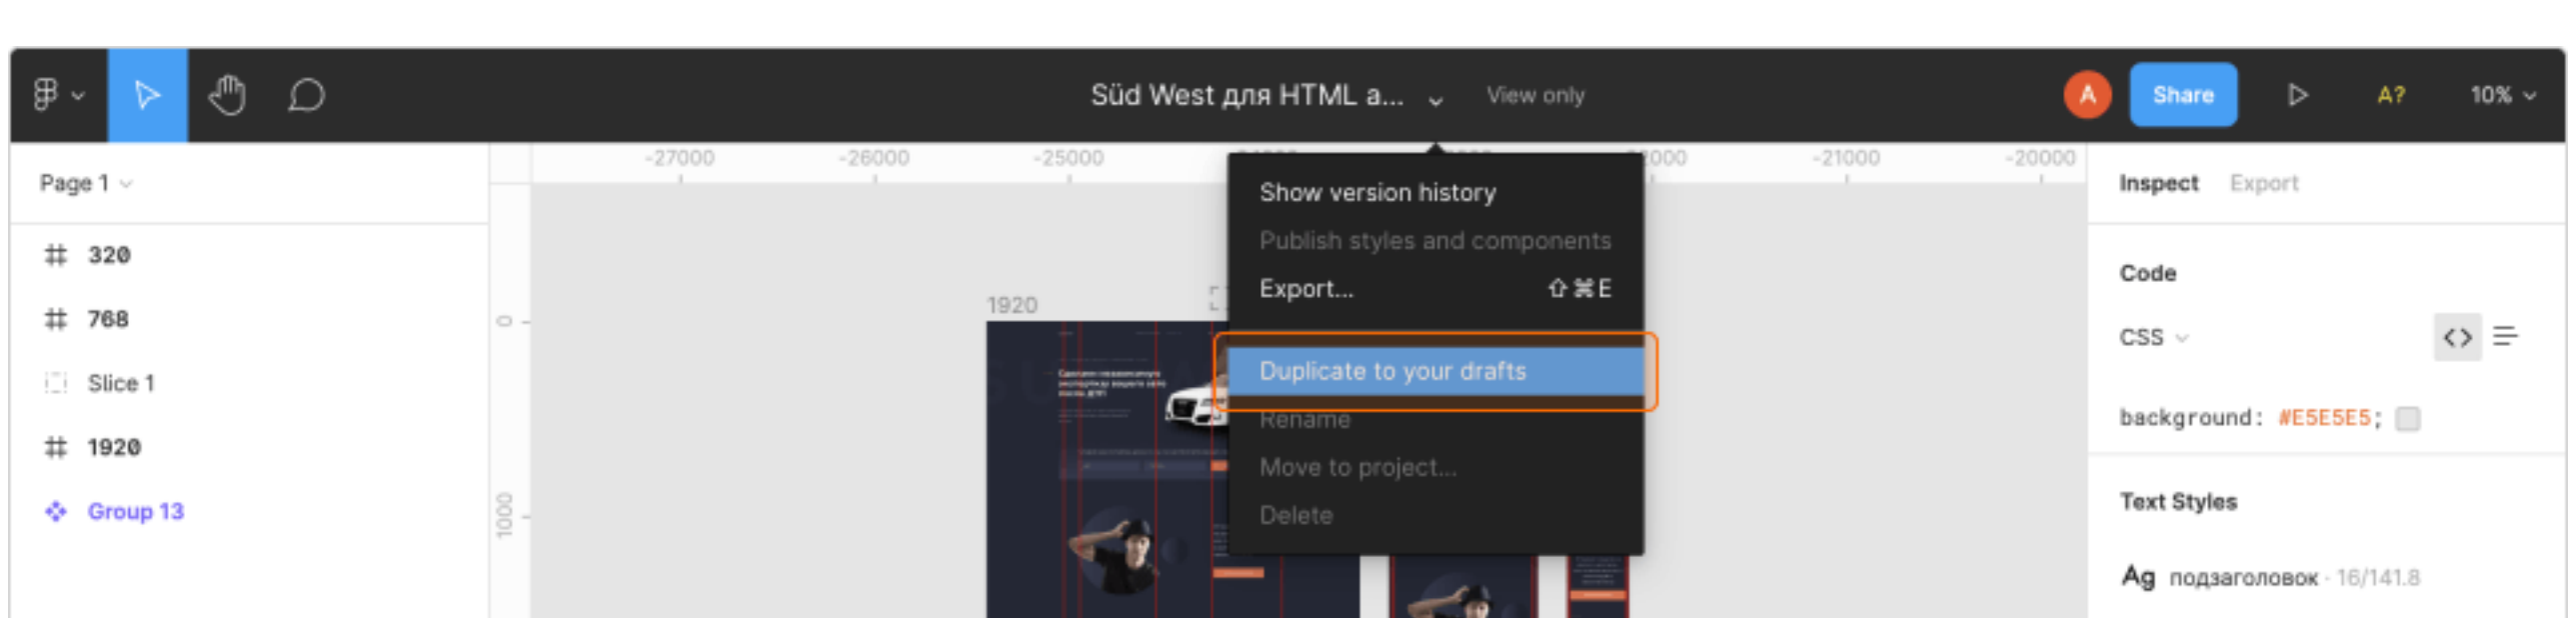 Süd West для HTML а...
View only
A
Share
A?
10%
Page 1
320
768
Slice 1
1920
Group 13
-27000
-26000
-25000
-21000
-20000
0
1000
1920
Show version history
Publish styles and components
Export...
⇧⌘E
Duplicate to your drafts
Rename
Move to project...
Delete
Inspect
Export
Code
CSS
background: #E5E5E5;
Text Styles
Ag подзаголовок · 16/141.8